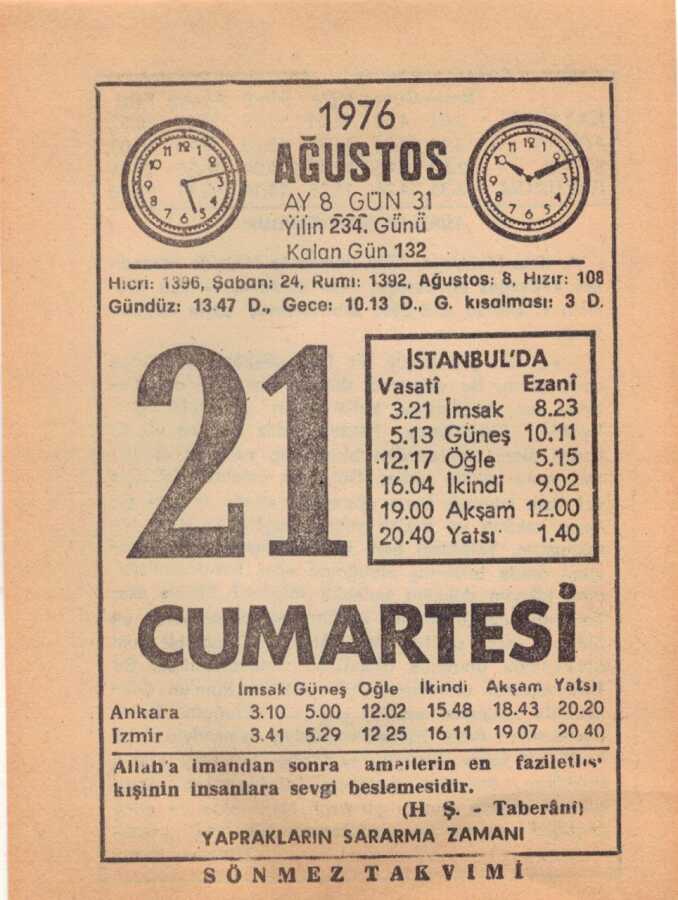 1976
AĞUSTOS
AY 8 GÜN 31
Yılın 234. Günü
Kalan Gün 132
Hicri: 1396, Şaban: 24, Rumi: 1392, Ağustos: 8, Hızır: 108
Gündüz: 13.47 D., Gece: 10.13 D., G. kısalması: 3 D.
21
İSTANBUL'DA
Vasatî Ezanî
3.21 İmsak 8.23
5.13 Güneş 10.11
12.17 Öğle 5.15
16.04 İkindi 9.02
19.00 Akşam 12.00
20.40 Yatsı 1.40
CUMARTESİ
İmsak Güneş Öğle İkindi Akşam Yatsı
Ankara 3.10 5.00 12.02 15.48 18.43 20.20
İzmir 3.41 5.29 12 25 16 11 19 07 20 40
Allah'a imandan sonra amellerin en faziletlisi
kişinin insanlara sevgi beslemesidir.
(H Ş. - Taberânî)
YAPRAKLARIN SARARMA ZAMANI
SÖNMEZ TAKVİMİ